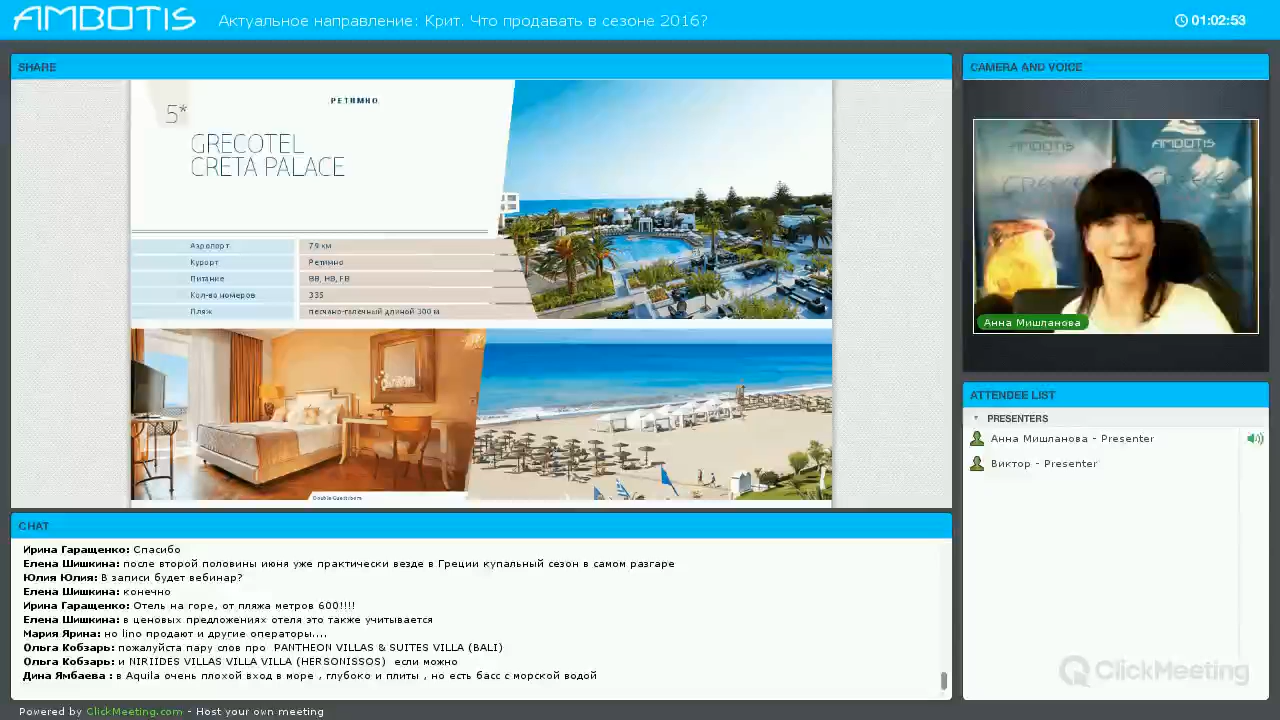 AMBOTIS
Актуальное направление: Крит. Что продавать в сезоне 2016?
01:02:53
SHARE
РЕТИМНО
5*
GRECOTEL
CRETA PALACE
Аэропорт 79 км
Курорт Ретимно
Питание BB, HB, FB
Кол-во номеров 335
Пляж песчано-галечный длиной 300 м
Double Guestroom
CAMERA AND VOICE
AMBOTIS
AMBOTIS
Greece
Greece
Анна Мишланова
ATTENDEE LIST
PRESENTERS
Анна Мишланова - Presenter
Виктор - Presenter
CHAT
Ирина Гаращенко: Спасибо
Елена Шишкина: после второй половины июня уже практически везде в Греции купальный сезон в самом разгаре
Юлия Юлия: В записи будет вебинар?
Елена Шишкина: конечно
Ирина Гаращенко: Отель на горе, от пляжа метров 600!!!!
Елена Шишкина: в ценовых предложениях отеля это также учитывается
Мария Ярина: но lino продают и другие операторы....
Ольга Кобзарь: пожалуйста пару слов про PANTHEON VILLAS & SUITES VILLA (BALI)
Ольга Кобзарь: и NIRIIDES VILLAS VILLA VILLA (HERSONISSOS) если можно
Дина Ямбаева : в Aquila очень плохой вход в море , глубоко и плиты , но есть басс с морской водой
ClickMeeting
Powered by ClickMeeting.com - Host your own meeting